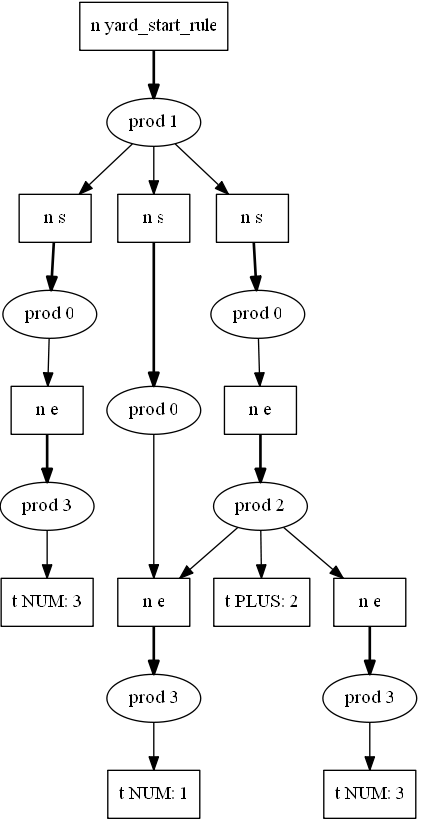 n yard_start_rule
prod 1
n s
n s
n s
prod 0
prod 0
n e
prod 0
n e
prod 3
prod 2
t NUM: 3
n e
t PLUS: 2
n e
prod 3
prod 3
t NUM: 1
t NUM: 3